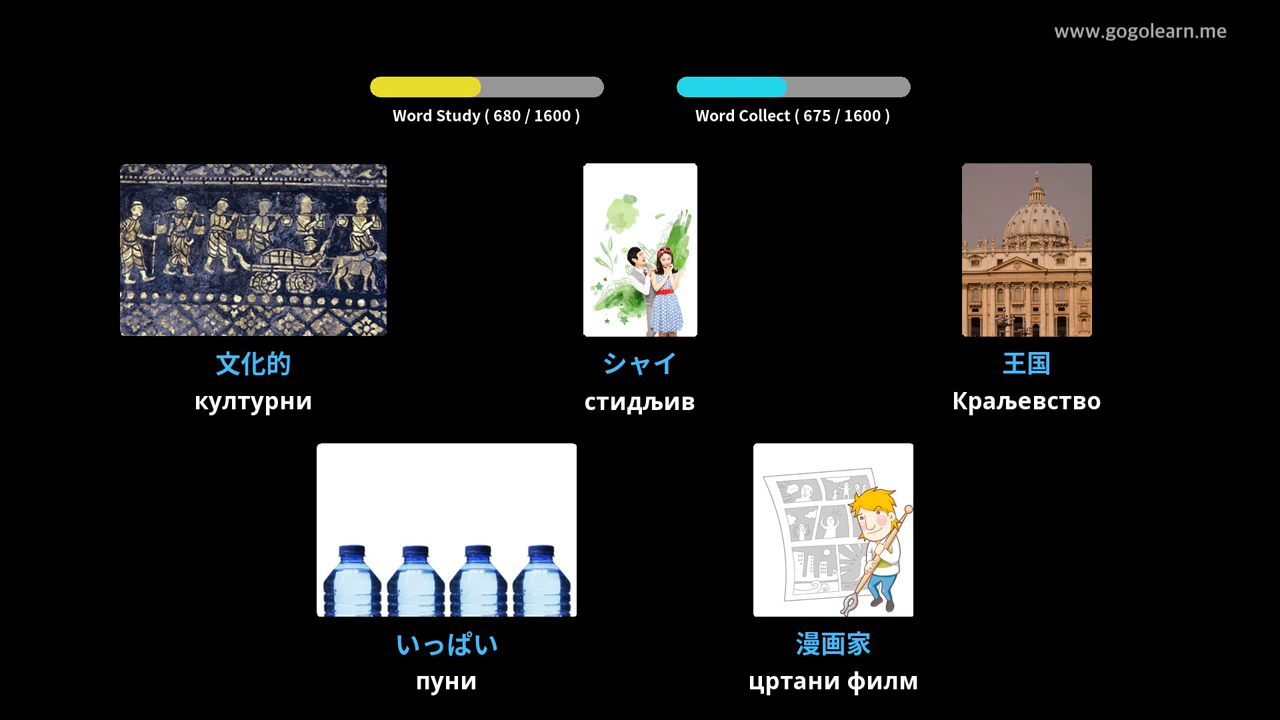 www.gogolearn.me
Word Study ( 680 / 1600 )
Word Collect ( 675 / 1600 )
文化的
シャイ
王国
културни
стидљив
Краљевство
いっぱい
漫画家
пуни
цртани филм